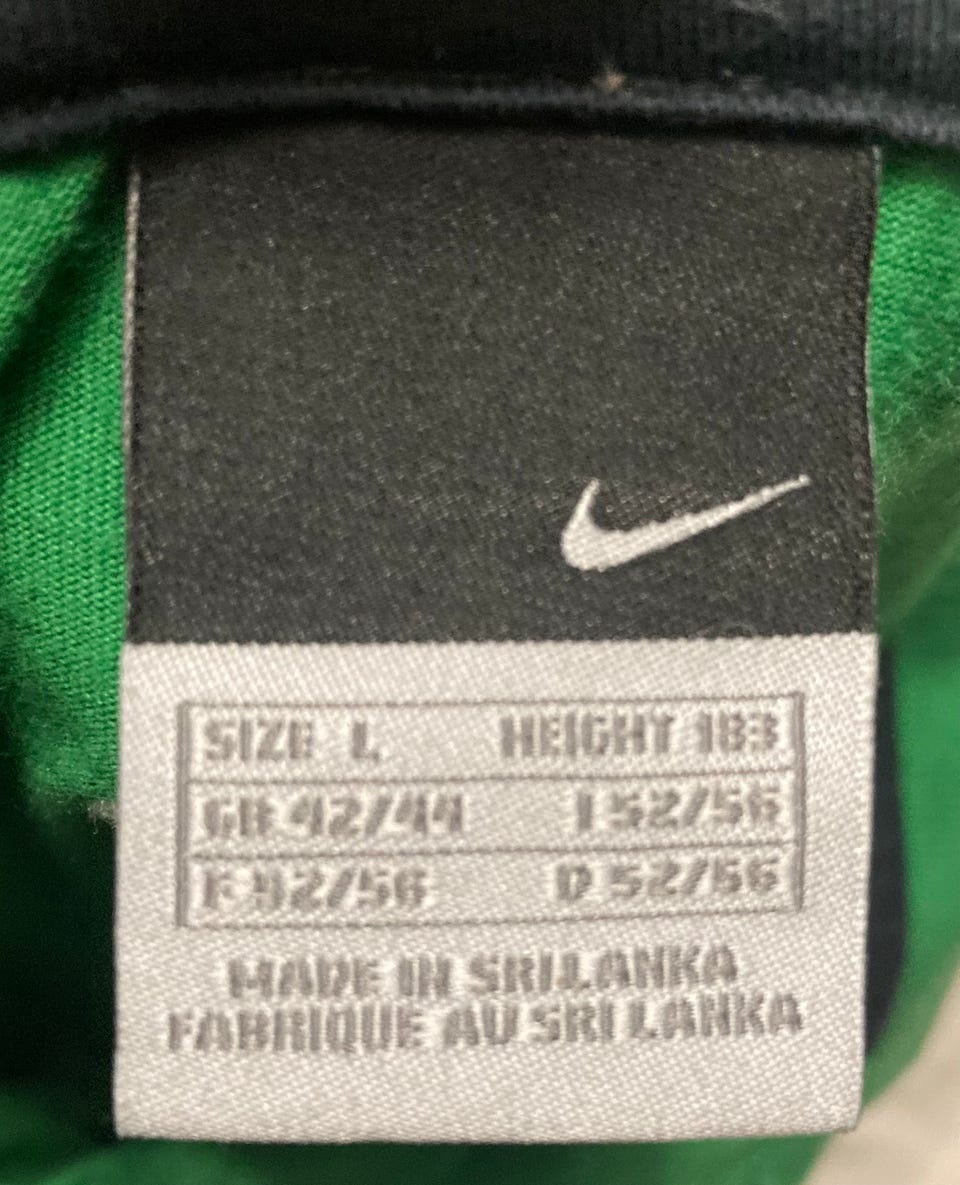 SIZE L HEIGHT 183
GB 42/44 I 52/56
F 52/56 D 52/56
MADE IN SRI LANKA
FABRIQUE AU SRI LANKA